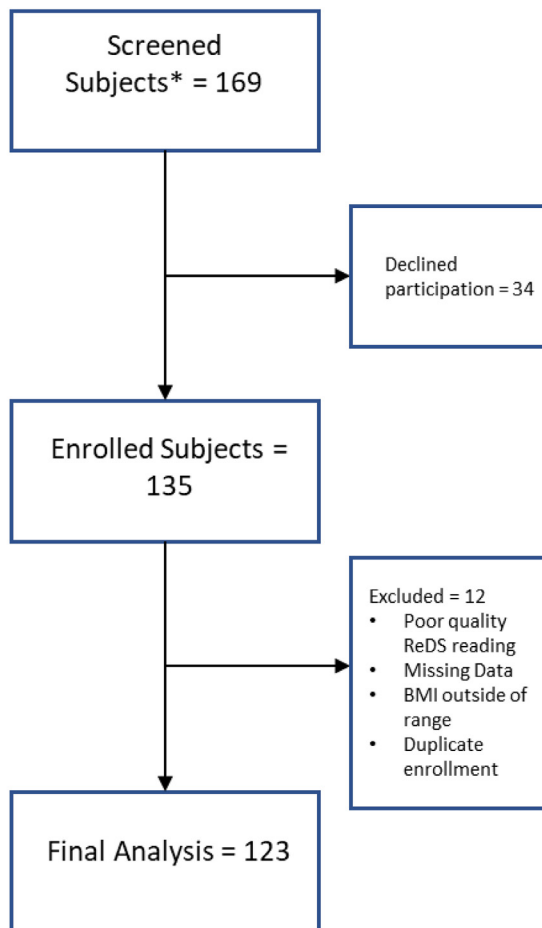 Screened
Subjects* = 169
Declined
participation = 34
Enrolled Subjects =
135
Excluded = 12
• Poor quality
ReDS reading
• Missing Data
• BMI outside of
range
• Duplicate
enrollment
Final Analysis = 123